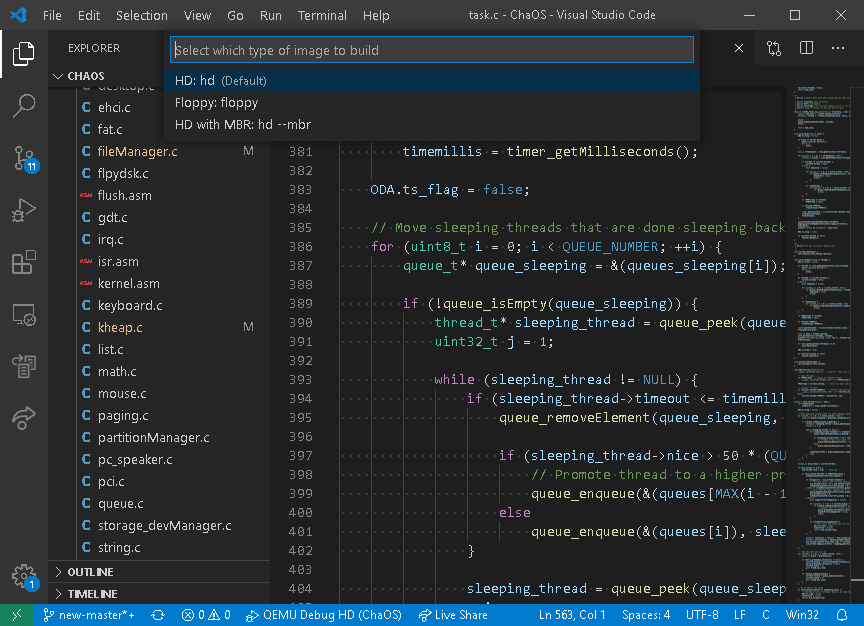 File Edit Selection View Go Run Terminal Help task.c - ChaOS - Visual Studio Code
EXPLORER
Select which type of image to build
HD: hd (Default)
Floppy: floppy
HD with MBR: hd --mbr
CHAOS
desktop.c
C ehci.c
C fat.c
C fileManager.c M
C flpydsk.c
ASM flush.asm
C gdt.c
C irq.c
ASM isr.asm
ASM kernel.asm
C keyboard.c
C kheap.c M
C list.c
C math.c
C mouse.c
C paging.c
C partitionManager.c
C pc_speaker.c
C pci.c
C queue.c
C storage_devManager.c
C string.c
OUTLINE
TIMELINE
11
1
381 timemillis = timer_getMilliseconds();
382
383 ODA.ts_flag = false;
384
385 // Move sleeping threads that are done sleeping back
386 for (uint8_t i = 0; i < QUEUE_NUMBER; ++i) {
387 queue_t* queue_sleeping = &(queues_sleeping[i]);
388
389 if (!queue_isEmpty(queue_sleeping)) {
390 thread_t* sleeping_thread = queue_peek(queue
391 uint32_t j = 1;
392
393 while (sleeping_thread != NULL) {
394 if (sleeping_thread->timeout <= timemill
395 queue_removeElement(queue_sleeping,
396
397 if (sleeping_thread->nice > 50 * (QU
398 // Promote thread to a higher pr
399 queue_enqueue(&(queues[MAX(i - 1
400 else
401 queue_enqueue(&(queues[i]), slee
402 }
403
404 sleeping_thread = queue_peek(queue_sleep
new-master*+ 0 0 QEMU Debug HD (ChaOS) Live Share Ln 563, Col 1 Spaces: 4 UTF-8 LF C Win32